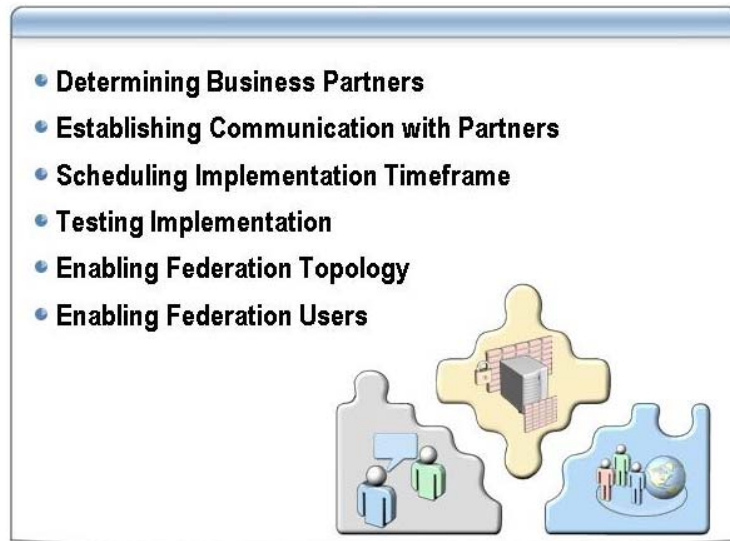 Determining Business Partners
Establishing Communication with Partners
Scheduling Implementation Timeframe
Testing Implementation
Enabling Federation Topology
Enabling Federation Users